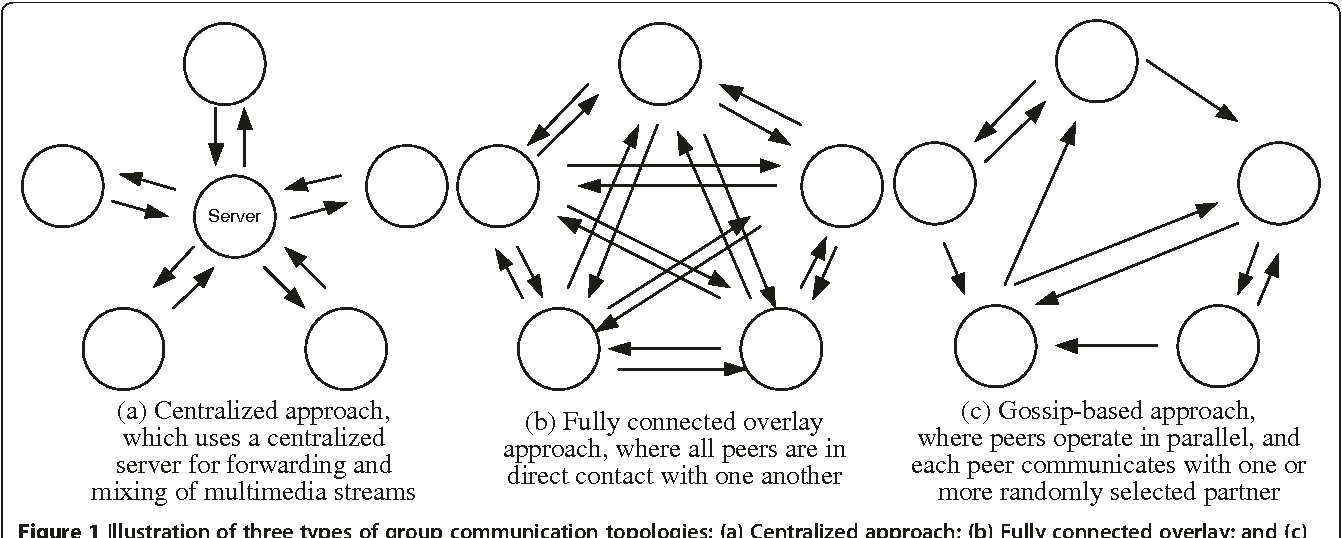 Server
(a) Centralized approach,
which uses a centralized
server for forwarding and
mixing of multimedia streams
(b) Fully connected overlay
approach, where all peers are in
direct contact with one another
(c) Gossip-based approach,
where peers operate in parallel, and
each peer communicates with one or
more randomly selected partner
Figure 1 Illustration of three types of group communication topologies: (a) Centralized approach; (b) Fully connected overlay; and (c)